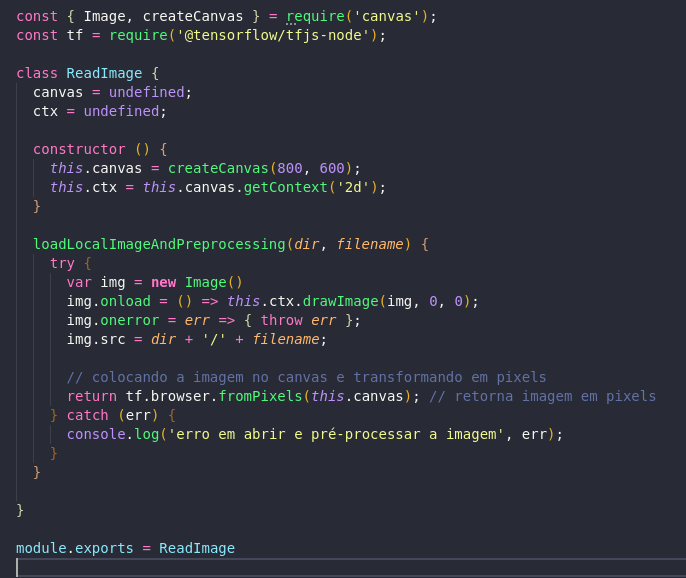 const { Image, createCanvas } = require('canvas');
const tf = require('@tensorflow/tfjs-node');
class ReadImage {
canvas = undefined;
ctx = undefined;
constructor () {
this.canvas = createCanvas(800, 600);
this.ctx = this.canvas.getContext('2d');
}
loadLocalImageAndPreprocessing(dir, filename) {
try {
var img = new Image()
img.onload = () => this.ctx.drawImage(img, 0, 0);
img.onerror = err => { throw err };
img.src = dir + '/' + filename;
// colocando a imagem no canvas e transformando em pixels
return tf.browser.fromPixels(this.canvas); // retorna imagem em pixels
} catch (err) {
console.log('erro em abrir e pré-processar a imagem', err);
}
}
}
module.exports = ReadImage